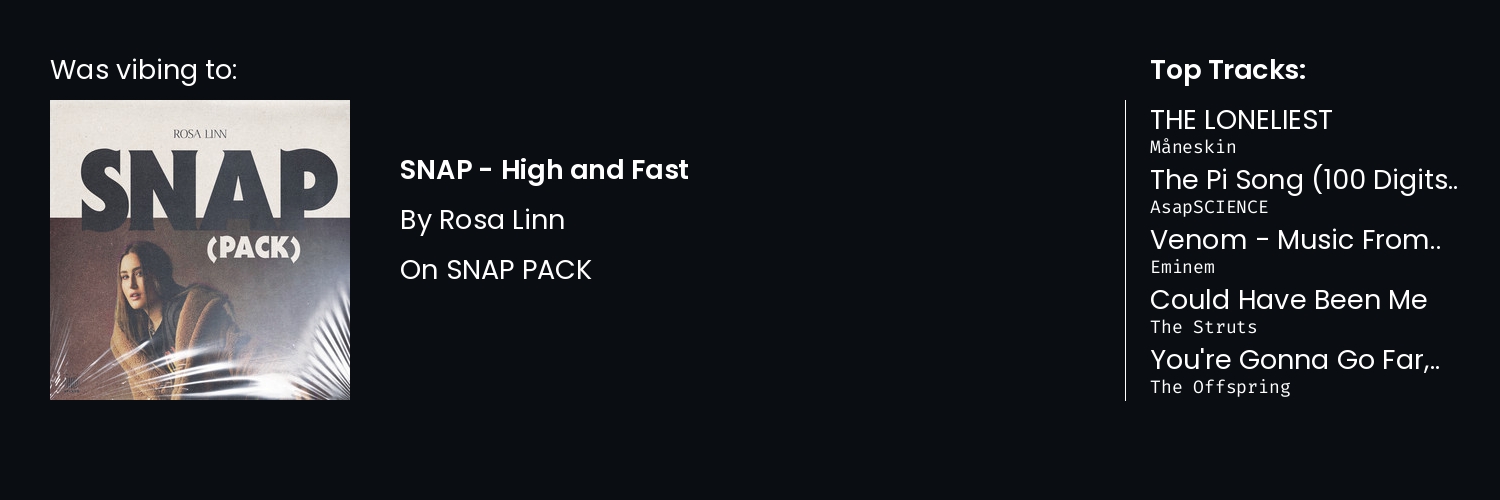 Was vibing to:
ROSA LINN
SNAP
(PACK)
SNAP - High and Fast
By Rosa Linn
On SNAP PACK
Top Tracks:
THE LONELIEST
Måneskin
The Pi Song (100 Digits..
AsapSCIENCE
Venom - Music From..
Eminem
Could Have Been Me
The Struts
You're Gonna Go Far,..
The Offspring